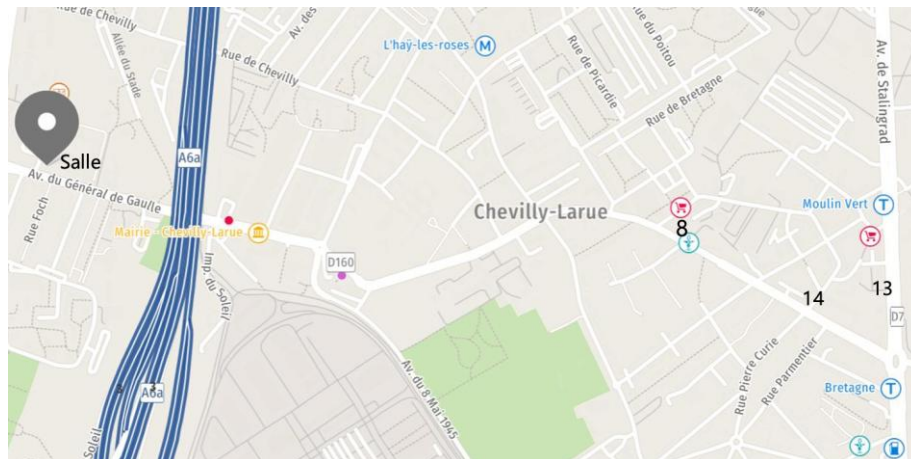 Rue de Chevilly
Av. des
Allée du Stade
Rue de Chevilly
L'haÿ-les-roses
M
Rue de Picardie
Rue du Poitou
Rue de Bretagne
Av. de Stalingrad
Salle
A6a
Av. du Général de Gaulle
Rue Foch
Mairie - Chevilly-Larue
Chevilly-Larue
8
Moulin Vert
T
D160
Imp. du Soleil
14
13
D7
Av. du 8 Mai 1945
Rue Pierre Curie
Rue Parmentier
Bretagne
T
A6a
Soleil